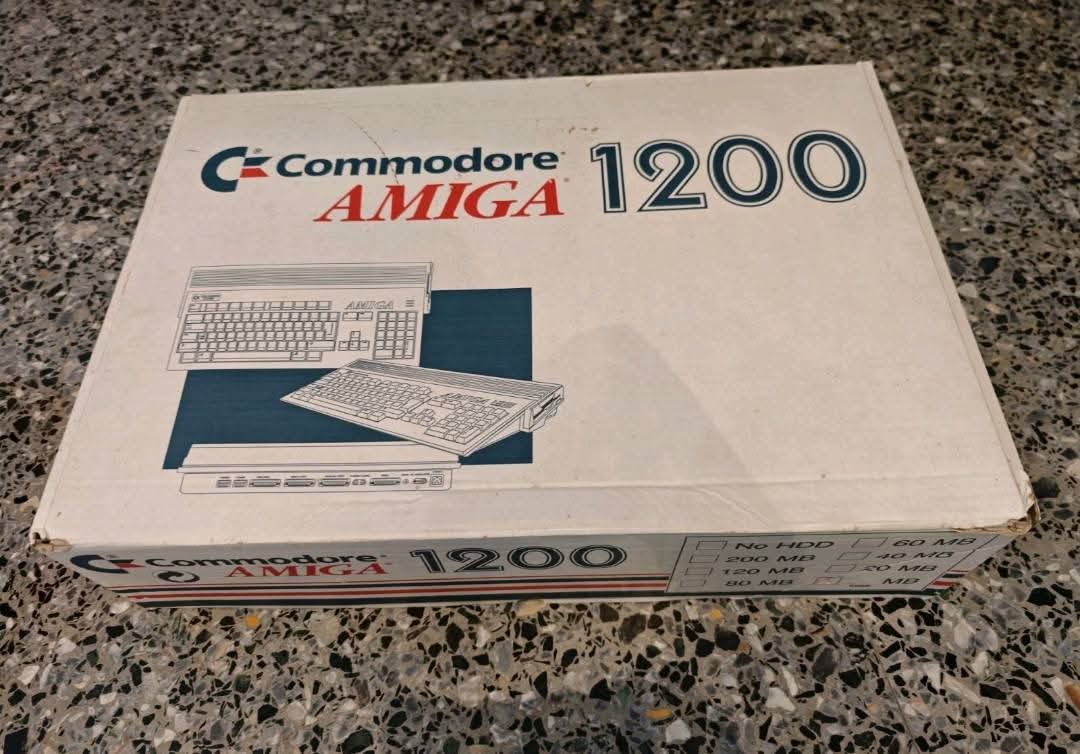 Commodore® 1200
AMIGA®
AMIGA
Commodore® 1200
AMIGA
No HDD 60 MB
200 MB 40 MB
120 MB 20 MB
80 MB MB